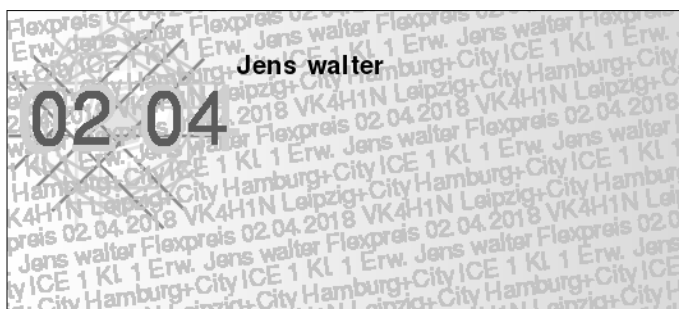 Flexpreis 02.04.2018 VK4H1N Leipzig+City Hamburg+City ICE 1 Kl. 1 Erw. Jens walter
Jens walter
02 04